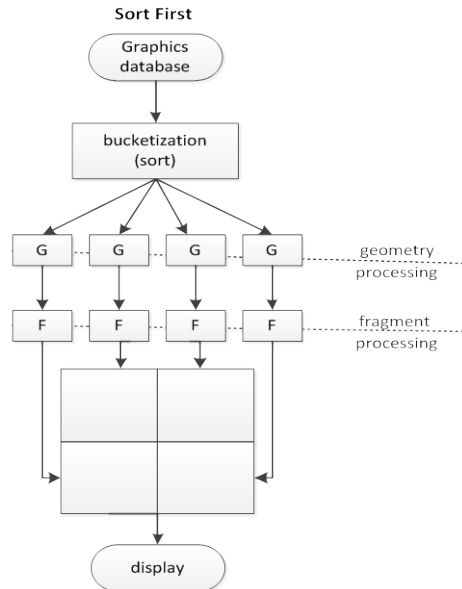 Sort First
Graphics
database
bucketization
(sort)
G G G G
geometry
processing
F F F F
fragment
processing
display